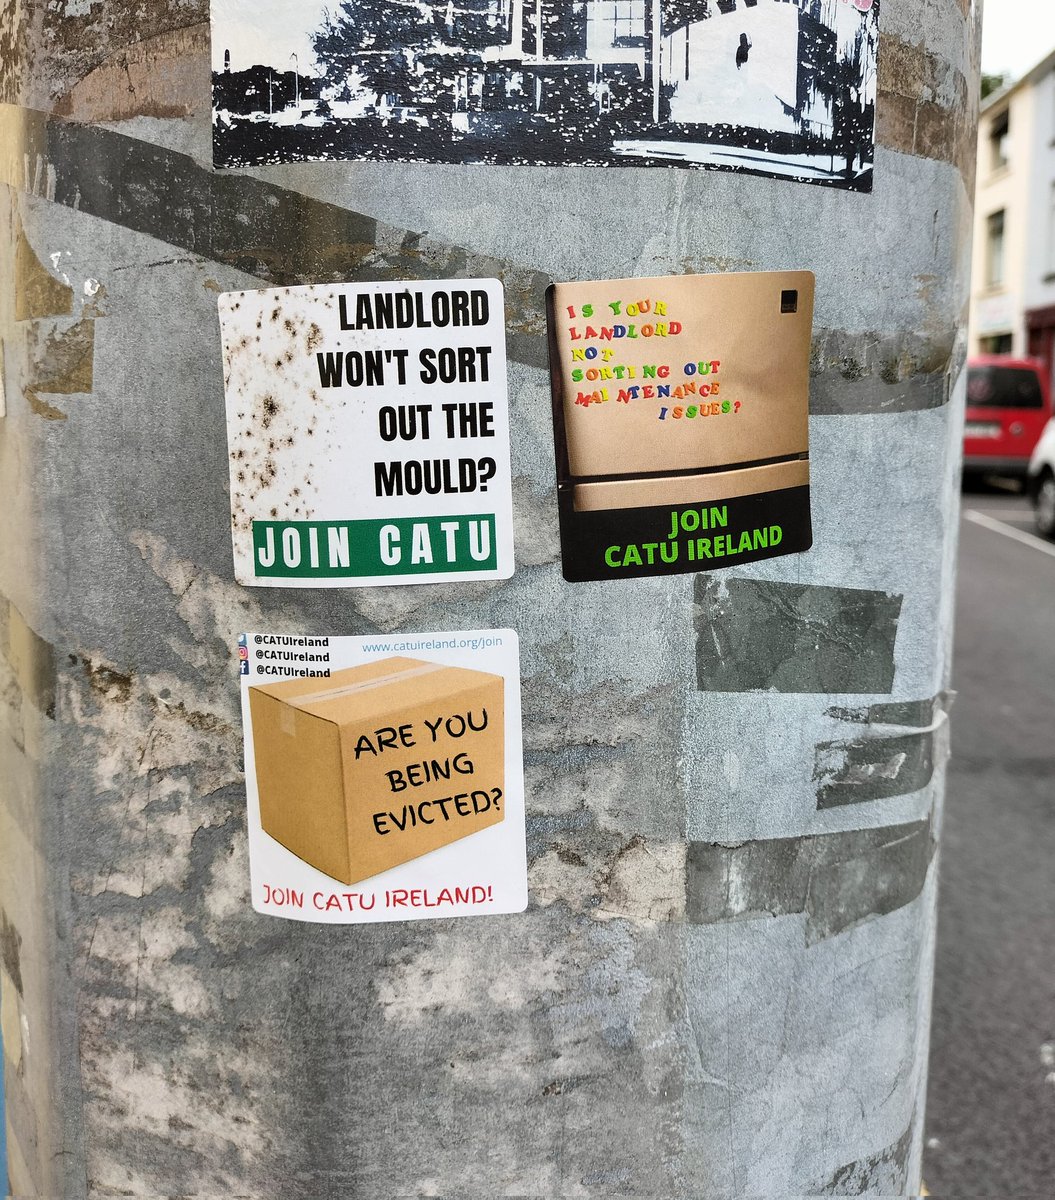 LANDLORD
WON'T SORT
OUT THE
MOULD?
JOIN CATU
IS YOUR
LANDLORD
NOT
SORTING OUT
MAINTENANCE
ISSUES?
JOIN
CATU IRELAND
@CATUIreland
@CATUIreland
@CATUIreland
www.catuireland.org/join
ARE YOU
BEING
EVICTED?
JOIN CATU IRELAND!